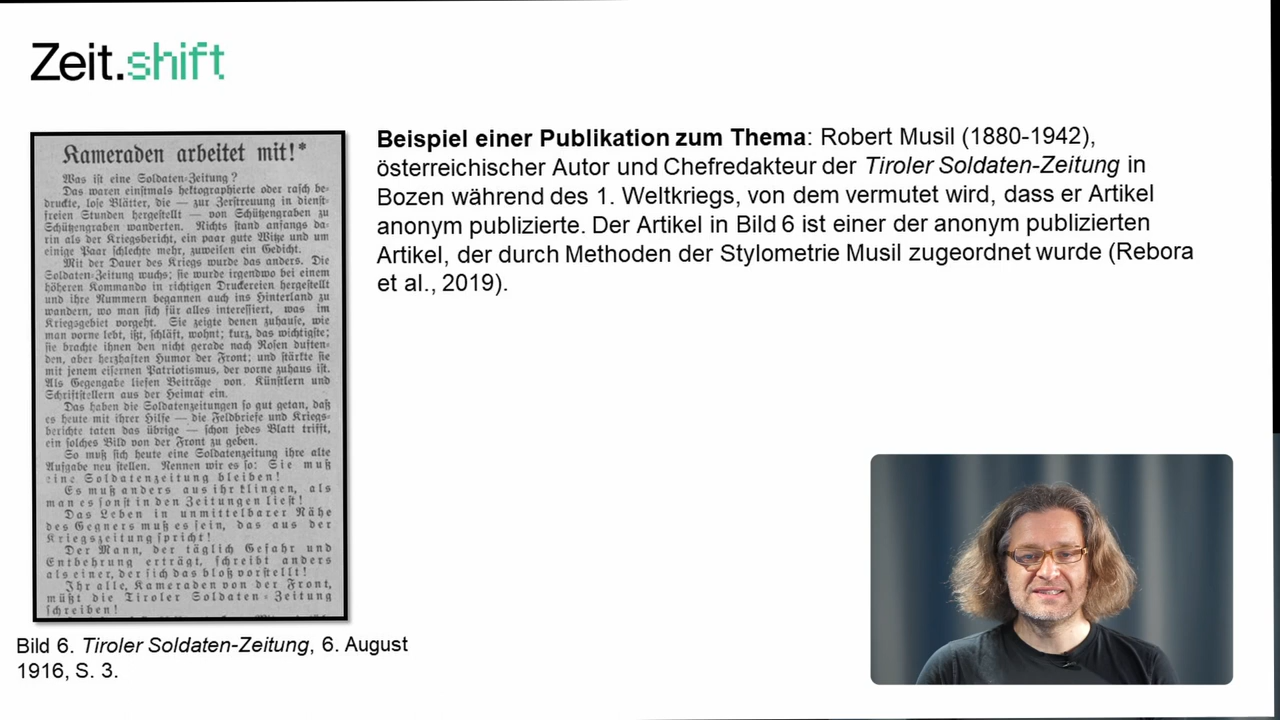 Zeit.shift
Kameraden arbeitet mit!*
Was ist eine Soldaten-Zeitung?
Das waren einstmals hektographierte oder rasch be-
druckte, lose Blätter, die — zur Zerstreuung in dienst-
freien Stunden hergestellt — von Schützengraben zu
Schützengraben wanderten. Nichts stand anfangs da-
rin als der Kriegsbericht, ein paar gute Witze und um
einige Paar schlechte mehr, zuweilen ein Gedicht.
Mit der Dauer des Kriegs wurde das anders. Die
Soldaten-Zeitung wuchs; sie wurde irgendwo bei einem
höheren Kommando in richtigen Druckereien hergestellt
und ihre Nummern begannen auch ins Hinterland zu
wandern, wo man sich für alles interessiert, was im
Kriegsgebiet vorgeht. Sie zeigte denen zuhause, wie
man vorne lebt, ißt, schläft, wohnt; kurz, das wichtigste;
sie brachte ihnen den nicht gerade nach Rosen duften-
den, aber herzhaften Humor der Front; und stärkte sie
mit jenem eisernen Patriotismus, der vorne zuhaus ist.
Als Gegengabe liefen Beiträge von Künstlern und
Schriftstellern aus der Heimat ein.
Das haben die Soldatenzeitungen so gut getan, daß
es heute mit ihrer Hilfe — die Feldbriefe und Kriegs-
berichte taten das übrige — schon jedes Blatt trifft,
ein solches Bild von der Front zu geben.
So muß sich heute eine Soldatenzeitung ihre alte
Aufgabe neu stellen. Nennen wir es so: Sie muß
eine Soldatenzeitung bleiben!
Es muß anders aus ihr klingen, als
man es sonst in den Zeitungen liest!
Das Leben in unmittelbarer Nähe
des Gegners muß es sein, das aus der
Kriegszeitung spricht!
Der Mann, der täglich Gefahr und
Entbehrung erträgt, schreibt anders
als einer, der sich das bloß vorstellt!
Ihr alle, Kameraden von der Front,
müßt die Tiroler Soldaten-Zeitung
schreiben!
Bild 6. Tiroler Soldaten-Zeitung, 6. August
1916, S. 3.
Beispiel einer Publikation zum Thema: Robert Musil (1880-1942),
österreichischer Autor und Chefredakteur der Tiroler Soldaten-Zeitung in
Bozen während des 1. Weltkriegs, von dem vermutet wird, dass er Artikel
anonym publizierte. Der Artikel in Bild 6 ist einer der anonym publizierten
Artikel, der durch Methoden der Stylometrie Musil zugeordnet wurde (Rebora
et al., 2019).